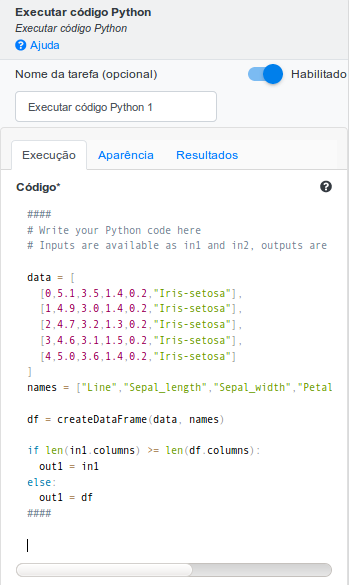 Executar código Python
Executar código Python
? Ajuda
Nome da tarefa (opcional)
Habilitado
Executar código Python 1
Execução Aparência Resultados
Código* ?
####
# Write your Python code here
# Inputs are available as in1 and in2, outputs are
data = [
[0,5.1,3.5,1.4,0.2,"Iris-setosa"],
[1,4.9,3.0,1.4,0.2,"Iris-setosa"],
[2,4.7,3.2,1.3,0.2,"Iris-setosa"],
[3,4.6,3.1,1.5,0.2,"Iris-setosa"],
[4,5.0,3.6,1.4,0.2,"Iris-setosa"]
]
names = ["Line","Sepal_length","Sepal_width","Petal
df = createDataFrame(data, names)
if len(in1.columns) >= len(df.columns):
out1 = in1
else:
out1 = df
####